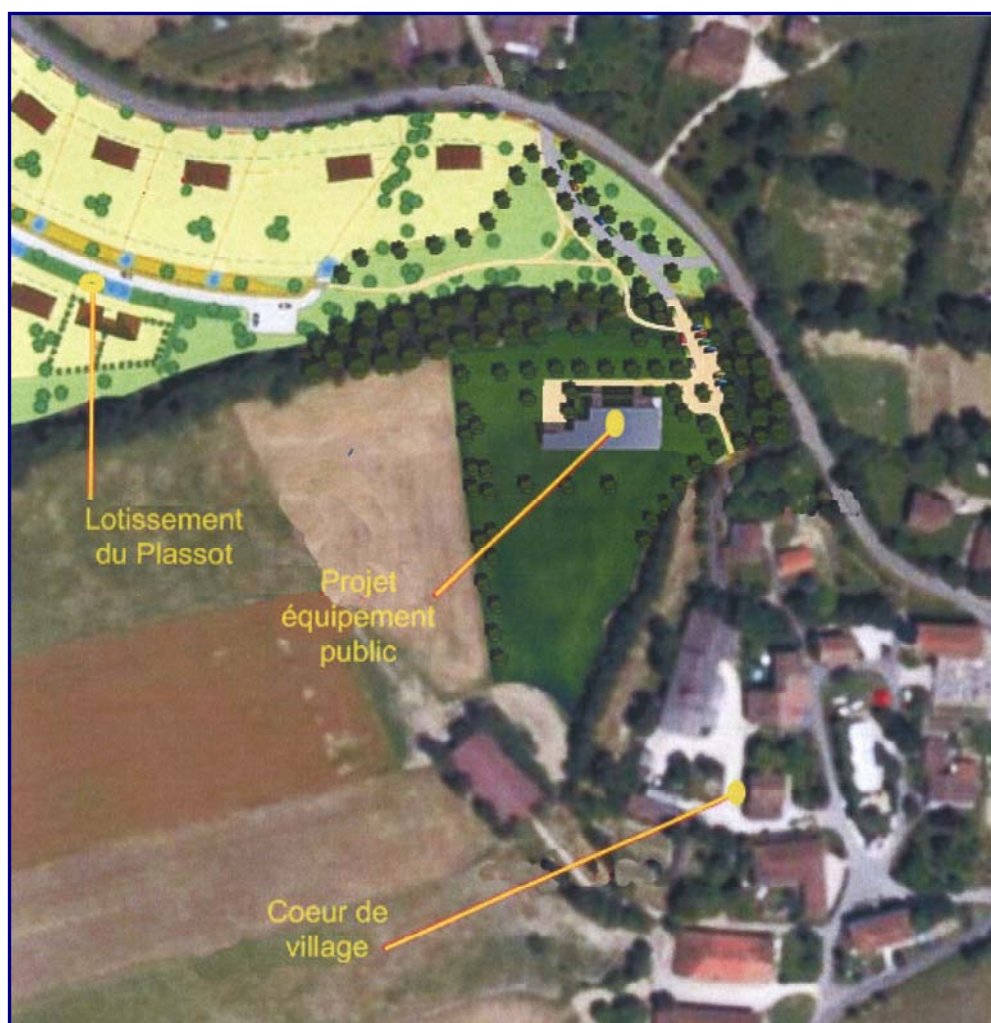 Lotissement
du Plassot
Projet
équipement
public
Coeur de
village